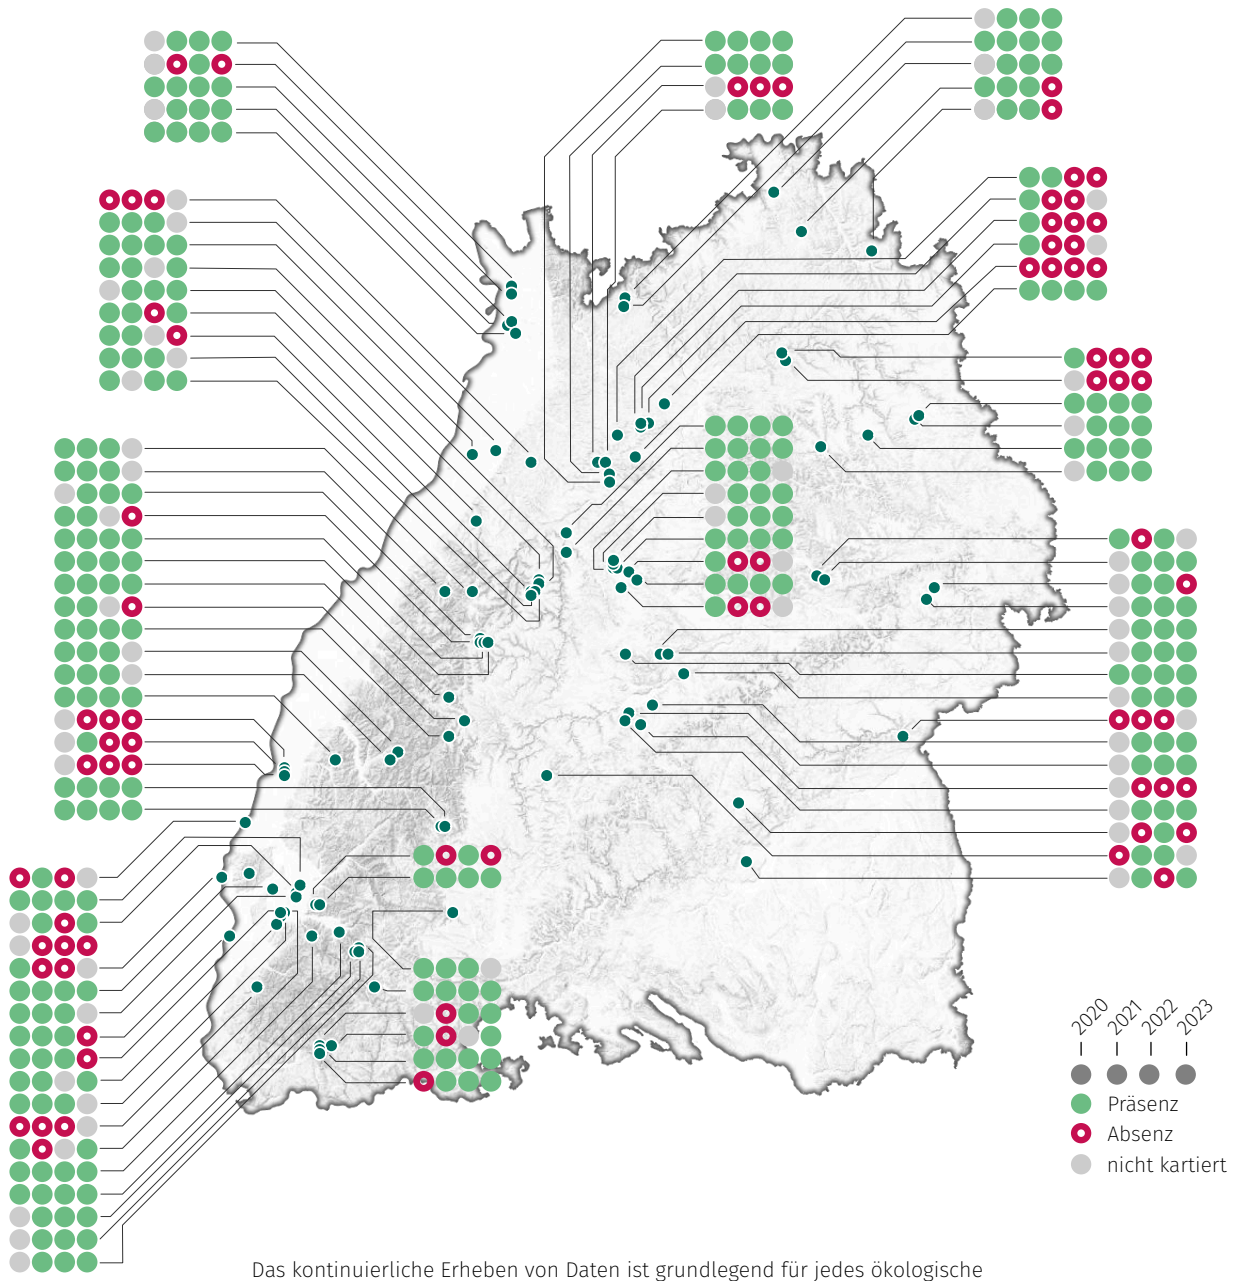 2020
2021
2022
2023
Präsenz
Absenz
nicht kartiert
Das kontinuierliche Erheben von Daten ist grundlegend für jedes ökologische